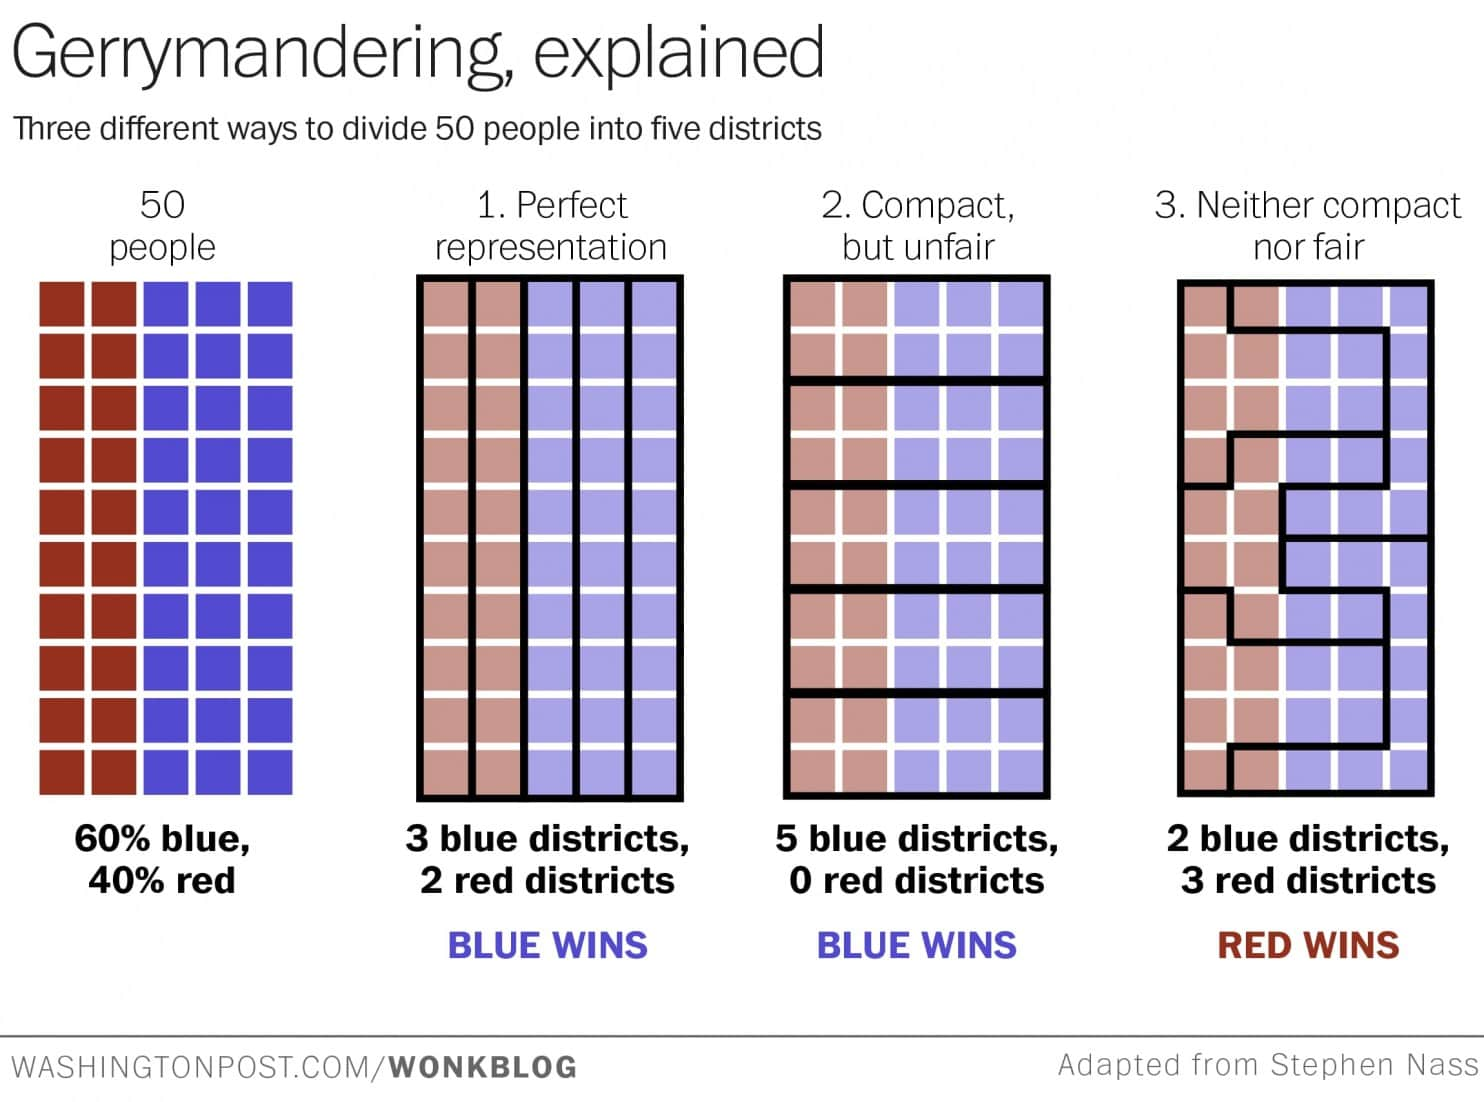 Gerrymandering, explained
Three different ways to divide 50 people into five districts
50
people
1. Perfect
representation
2. Compact,
but unfair
3. Neither compact
nor fair
60% blue,
40% red
3 blue districts,
2 red districts
BLUE WINS
5 blue districts,
0 red districts
BLUE WINS
2 blue districts,
3 red districts
RED WINS
WASHINGTONPOST.COM/WONKBLOG
Adapted from Stephen Nass